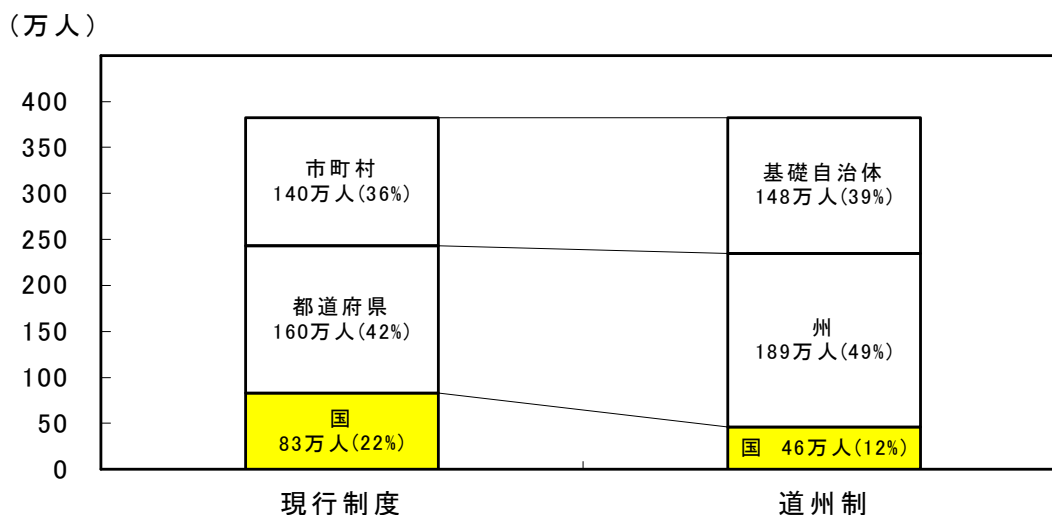 (万人)
400
350
300
250
200
150
100
50
0
市町村
140万人(36%)
都道府県
160万人(42%)
国
83万人(22%)
基礎自治体
148万人(39%)
州
189万人(49%)
国 46万人(12%)
現行制度
道州制